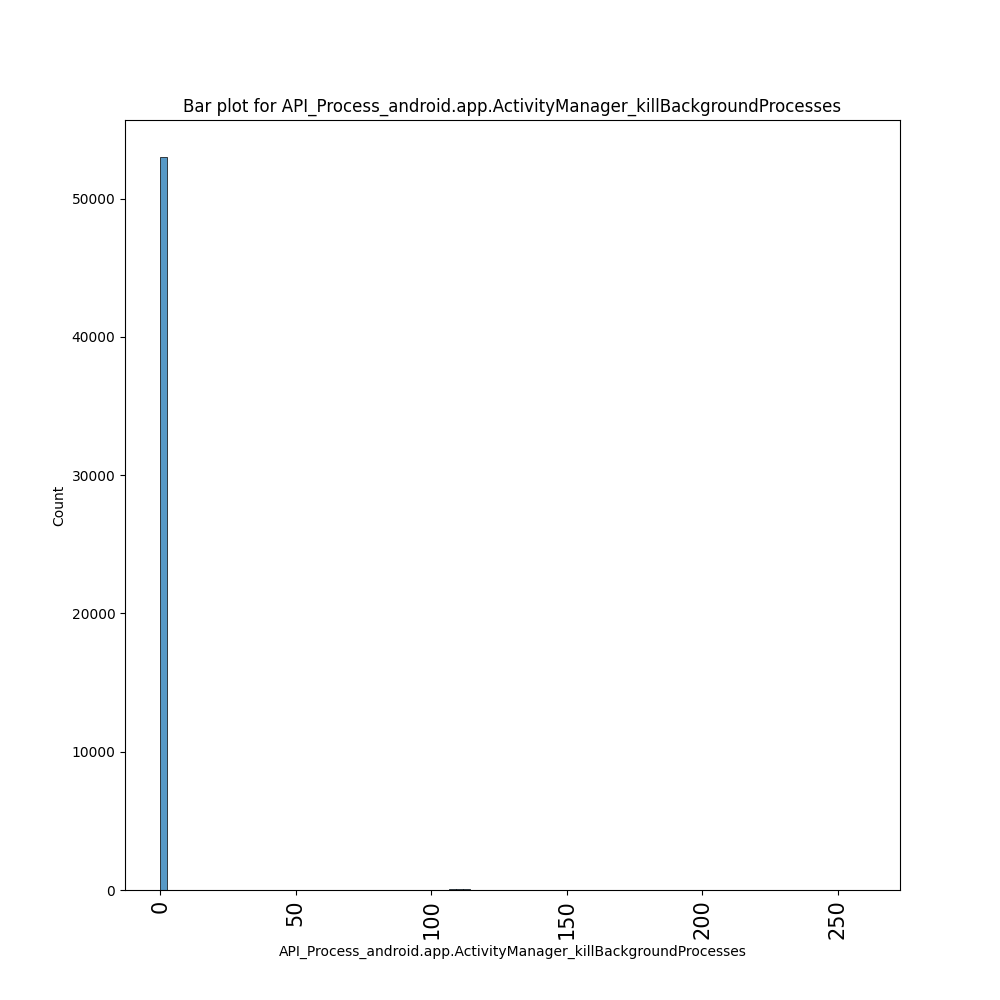 Bar plot for API_Process_android.app.ActivityManager_killBackgroundProcesses
50000
40000
30000
20000
10000
0
Count
0 50 100 150 200 250
API_Process_android.app.ActivityManager_killBackgroundProcesses